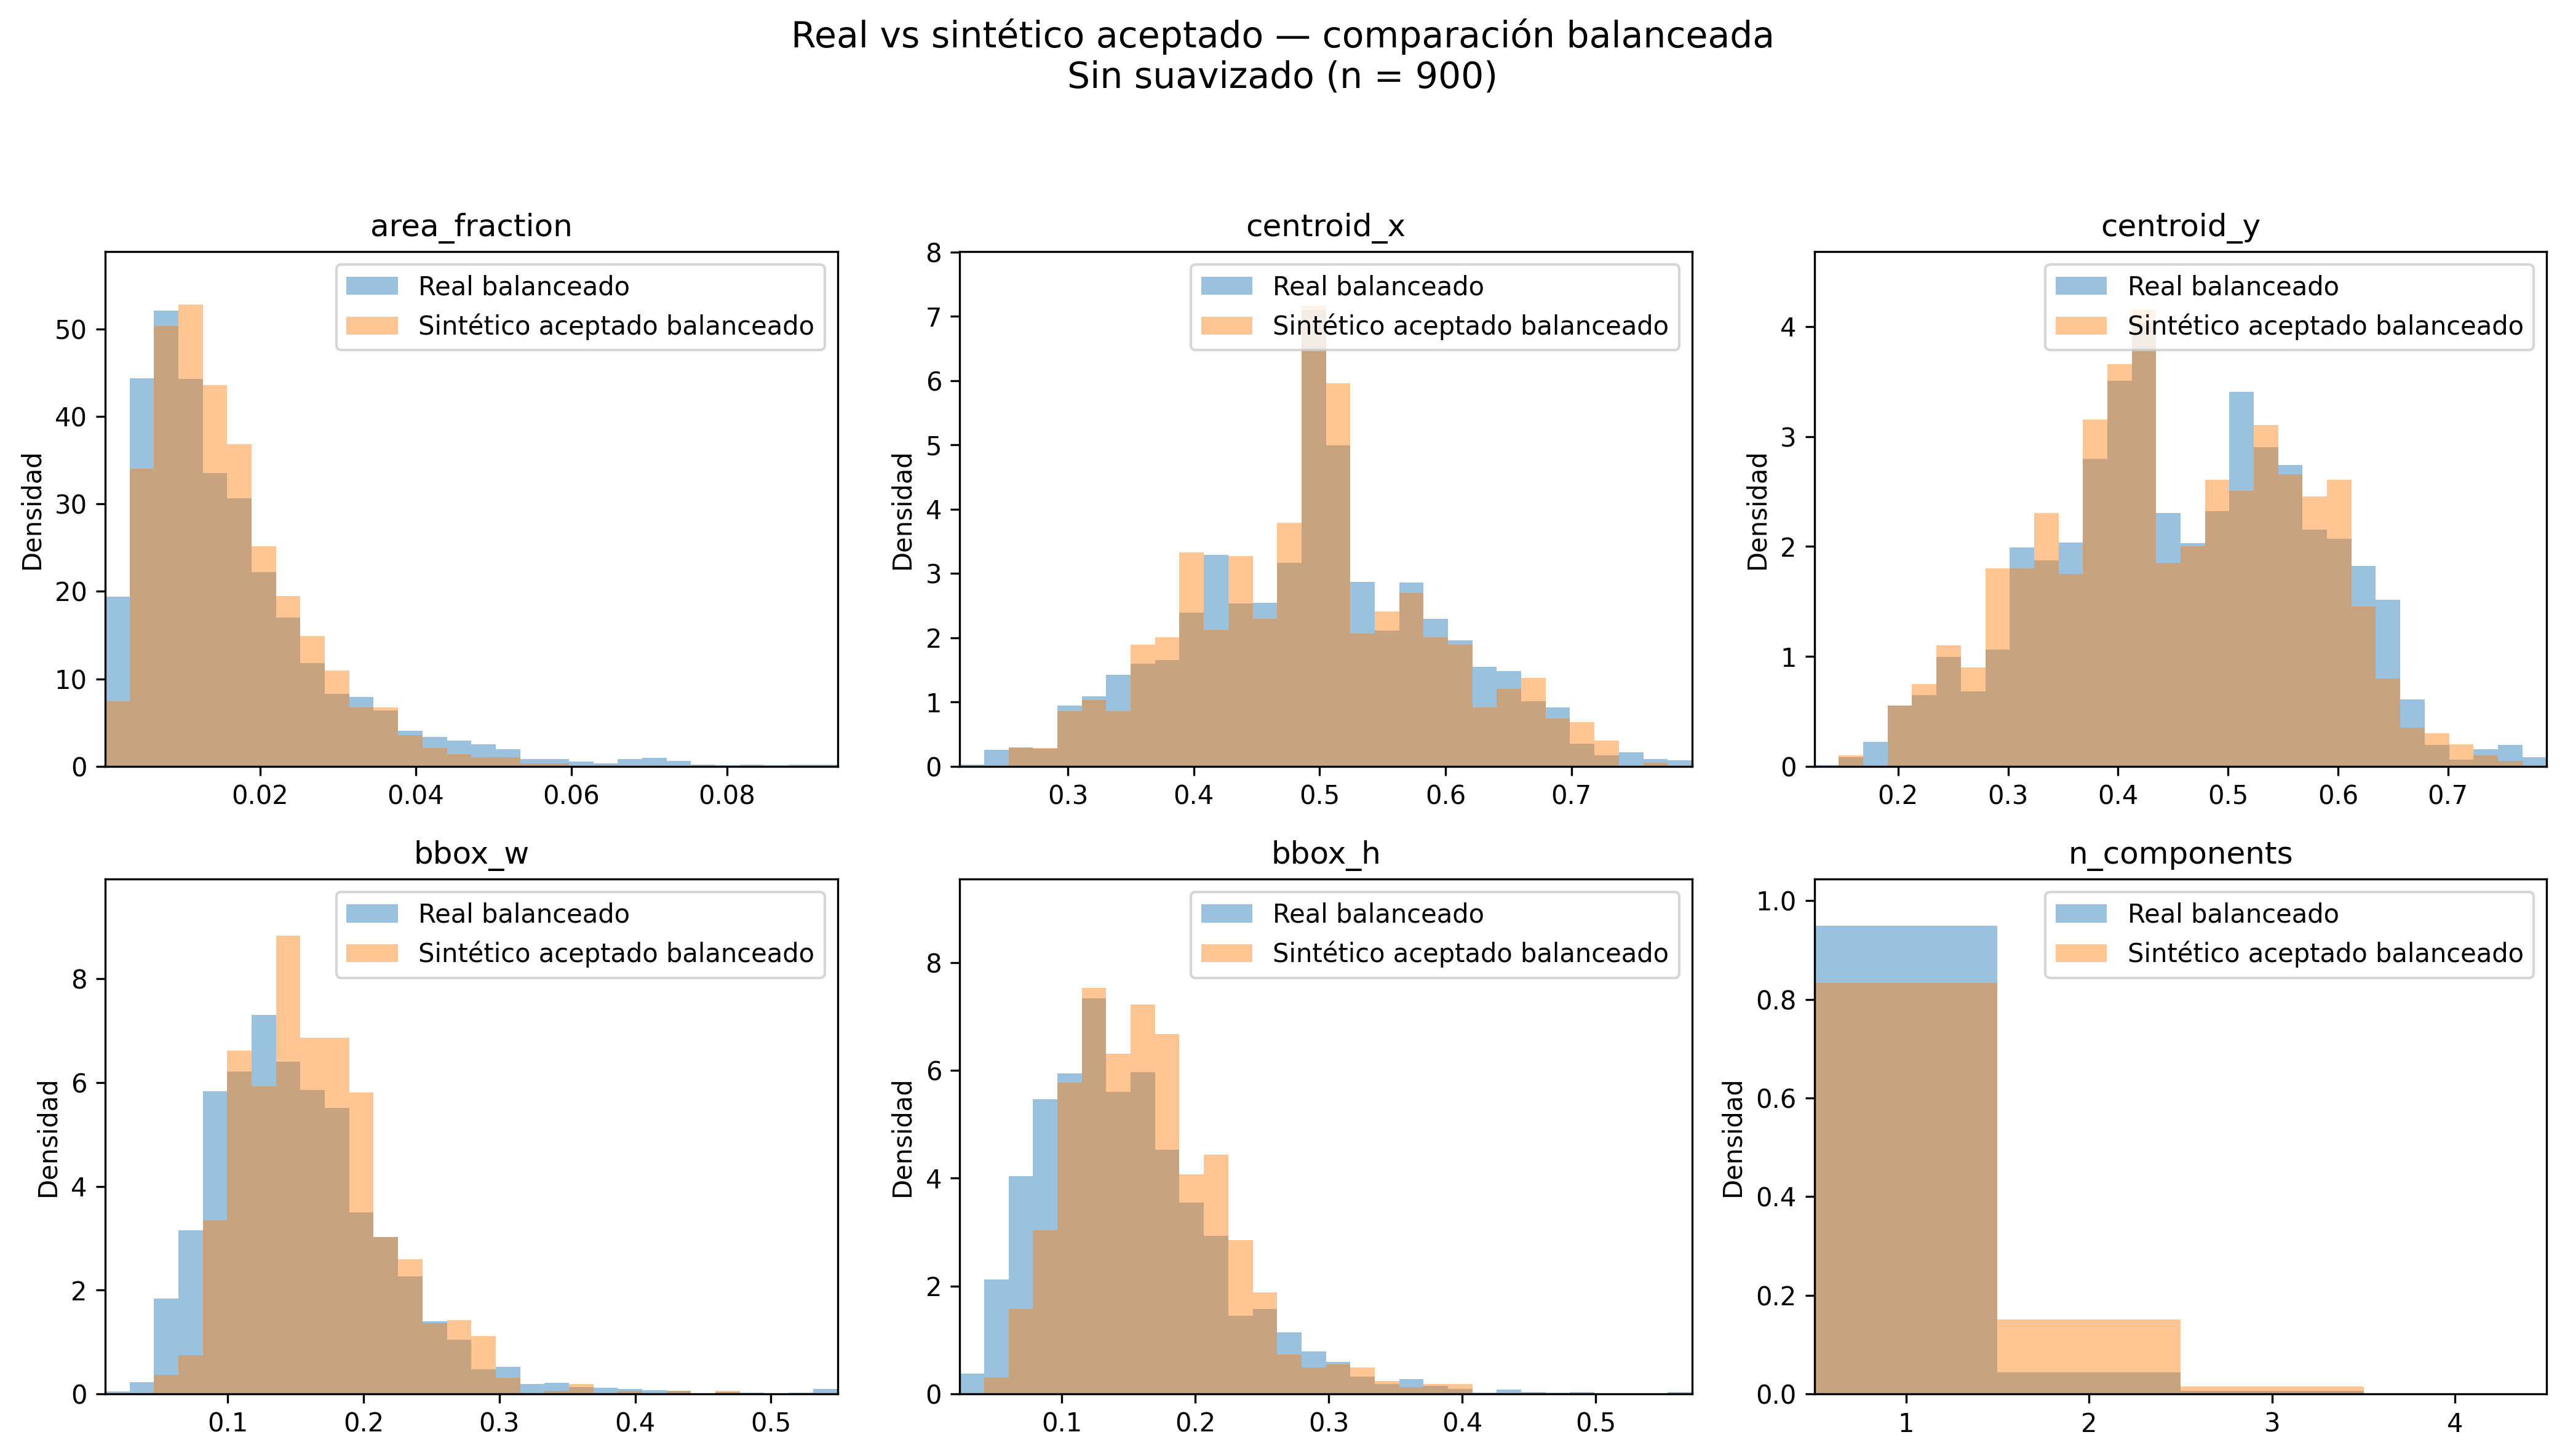 Real vs sintético aceptado — comparación balanceada
Sin suavizado (n = 900)
area_fraction
Densidad
50
40
30
20
10
0
0.02
0.04
0.06
0.08
Real balanceado
Sintético aceptado balanceado
centroid_x
Densidad
8
7
6
5
4
3
2
1
0
0.3
0.4
0.5
0.6
0.7
Real balanceado
Sintético aceptado balanceado
centroid_y
Densidad
4
3
2
1
0
0.2
0.3
0.4
0.5
0.6
0.7
Real balanceado
Sintético aceptado balanceado
bbox_w
Densidad
8
6
4
2
0
0.1
0.2
0.3
0.4
0.5
Real balanceado
Sintético aceptado balanceado
bbox_h
Densidad
8
6
4
2
0
0.1
0.2
0.3
0.4
0.5
Real balanceado
Sintético aceptado balanceado
n_components
Densidad
1.0
0.8
0.6
0.4
0.2
0.0
1
2
3
4
Real balanceado
Sintético aceptado balanceado